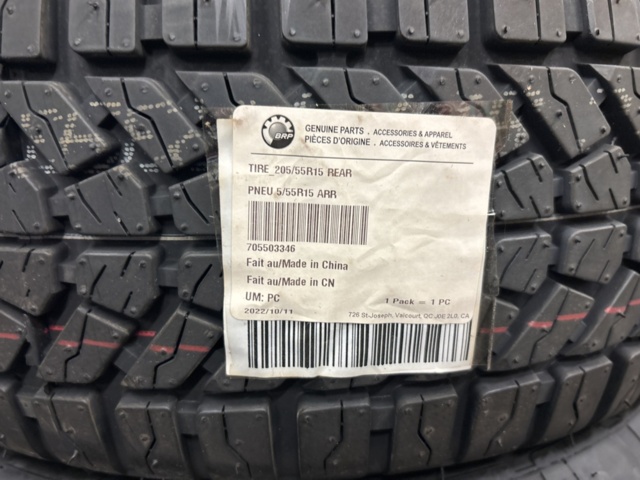 BRP
GENUINE PARTS . ACCESSORIES & APPAREL
PIÈCES D'ORIGINE . ACCESSOIRES & VÊTEMENTS
TIRE_205/55R15 REAR
PNEU 5/55R15 ARR
705503346
Fait au/Made in China
Fait au/Made in CN
UM: PC 1 Pack = 1 PC
2022/10/11 726 St-Joseph, Valcourt, QC J0E 2L0, CA